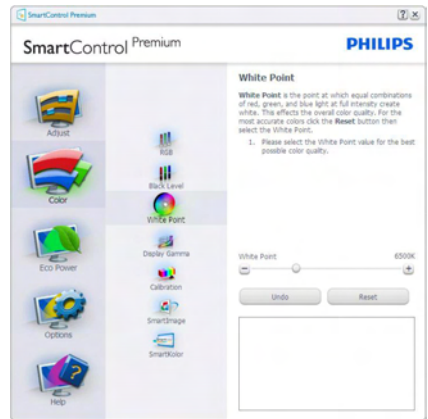 SmartControl Premium
SmartControl Premium
PHILIPS
Adjust
Color
Eco Power
Options
Help
RGB
Black Level
White Point
Display Gamma
Calibration
SmartImage
SmartKolor
White Point
White Point is the point at which equal combinations
of red, green, and blue light at full intensity create
white. This effects the overall color quality. For the
most accurate colors click the Reset button then
select the White Point.
1. Please select the White Point value for the best
possible color quality.
White Point 6500K
Undo Reset